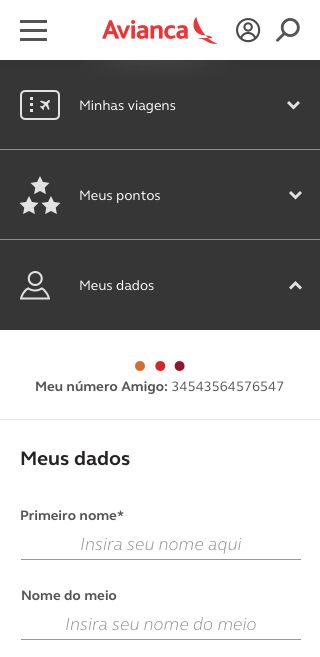 Avianca
Minhas viagens
Meus pontos
Meus dados
Meu número Amigo: 34543564576547
Meus dados
Primeiro nome*
Insira seu nome aqui
Nome do meio
Insira seu nome do meio